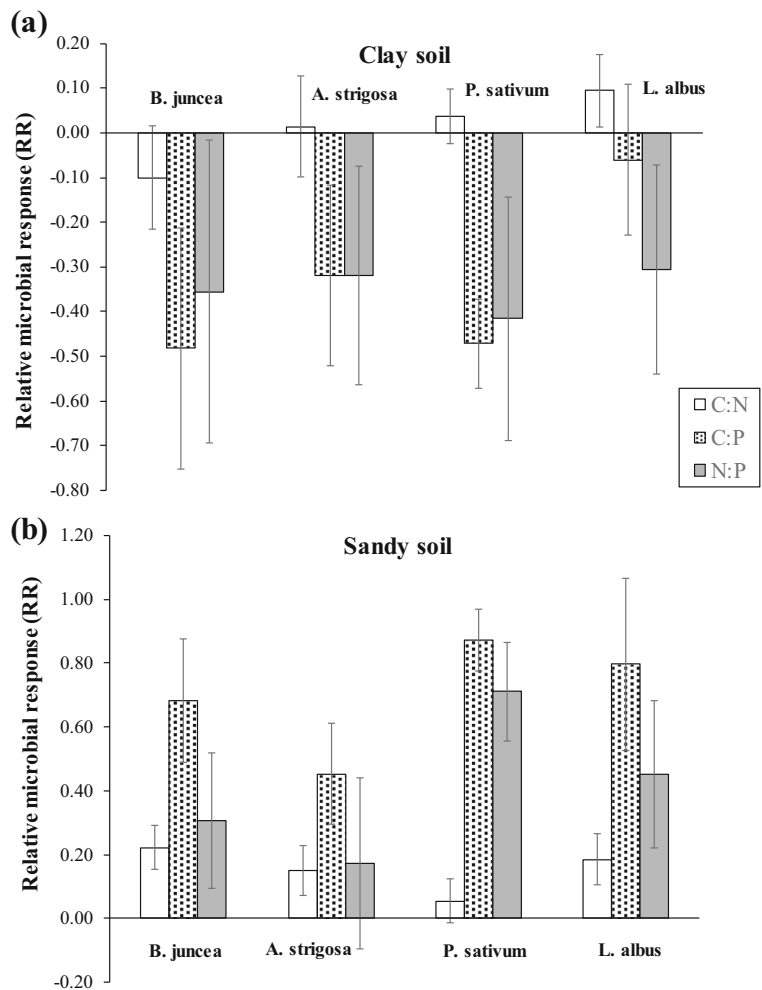 (a)
Clay soil
Relative microbial response (RR)
0.20
0.10
0.00
-0.10
-0.20
-0.30
-0.40
-0.50
-0.60
-0.70
-0.80
B. juncea
A. strigosa
P. sativum
L. albus
C:N
C:P
N:P
(b)
Sandy soil
Relative microbial response (RR)
1.20
1.00
0.80
0.60
0.40
0.20
0.00
-0.20
B. juncea
A. strigosa
P. sativum
L. albus